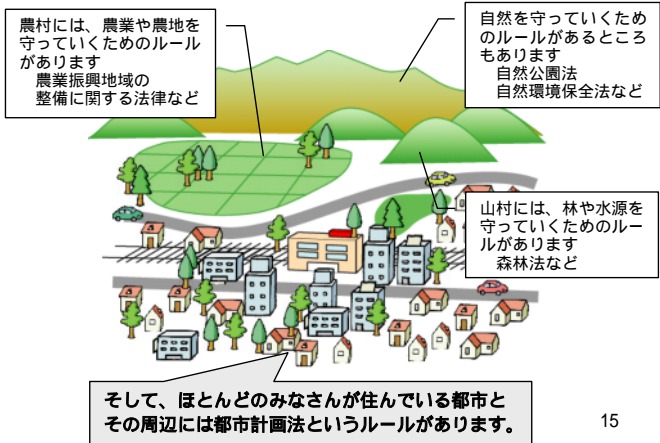 農村には、農業や農地を
守っていくためのルール
があります
農業振興地域の
整備に関する法律など
自然を守っていくため
のルールがあるところ
もあります
自然公園法
自然環境保全法など
山村には、林や水源を
守っていくためのルー
ルがあります
森林法など
そして、ほとんどのみなさんが住んでいる都市と
その周辺には都市計画法というルールがあります。
15